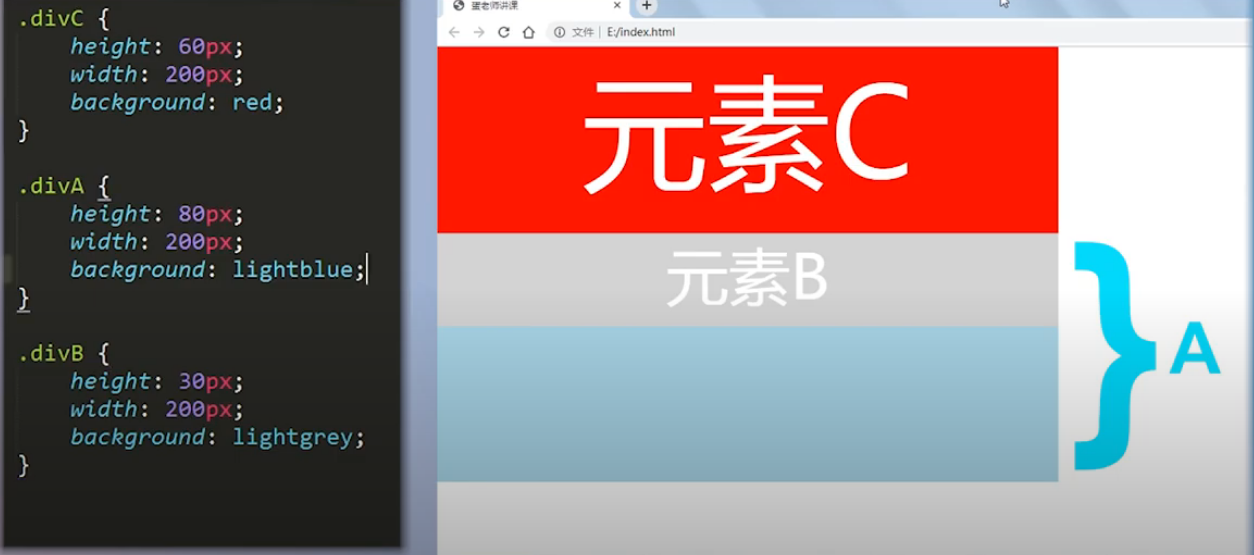 .divC {
height: 60px;
width: 200px;
background: red;
}
.divA {
height: 80px;
width: 200px;
background: lightblue;
}
.divB {
height: 30px;
width: 200px;
background: lightgrey;
}
蛋老师讲课
文件 | E:/index.html
元素C
元素B
A